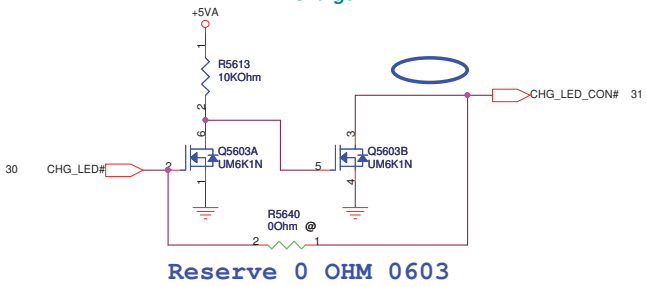 +5VA
1
R5613
10KOhm
2
CHG_LED_CON# 31
6
3
Q5603A
UM6K1N
Q5603B
UM6K1N
30 CHG_LED#
2
5
1
4
R5640
0Ohm @
2
1
Reserve 0 OHM 0603